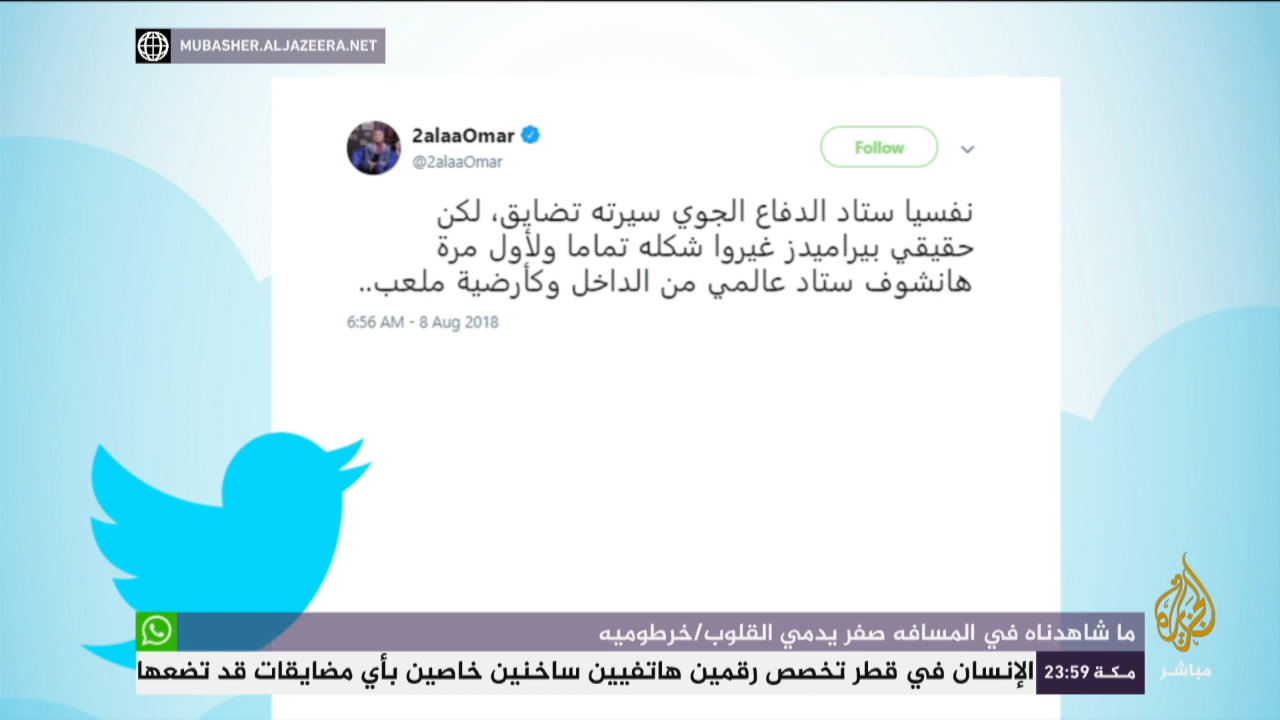 MUBASHER.ALJAZEERA.NET
2alaaOmar
@2alaaOmar
Follow
نفسيا ستاد الدفاع الجوي سيرته تضايق، لكن
حقيقي بيراميدز غيروا شكله تماما ولأول مرة
هانشوف ستاد عالمي من الداخل وكأرضية ملعب..
6:56 AM - 8 Aug 2018
ما شاهدناه في المسافه صفر يدمي القلوب/خرطوميه
مكة 23:59
الإنسان في قطر تخصص رقمين هاتفيين ساخنين خاصين بأي مضايقات قد تضعها
الجزيرة
مباشر